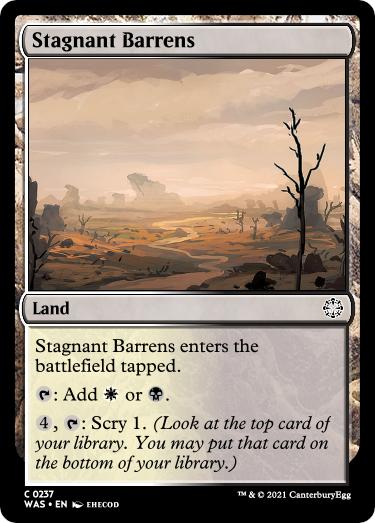 Stagnant Barrens
Land
Stagnant Barrens enters the
battlefield tapped.
: Add or .
4, : Scry 1. (Look at the top card of
your library. You may put that card on
the bottom of your library.)
C 0237
WAS • EN EHECOD
™ & © 2021 CanterburyEgg